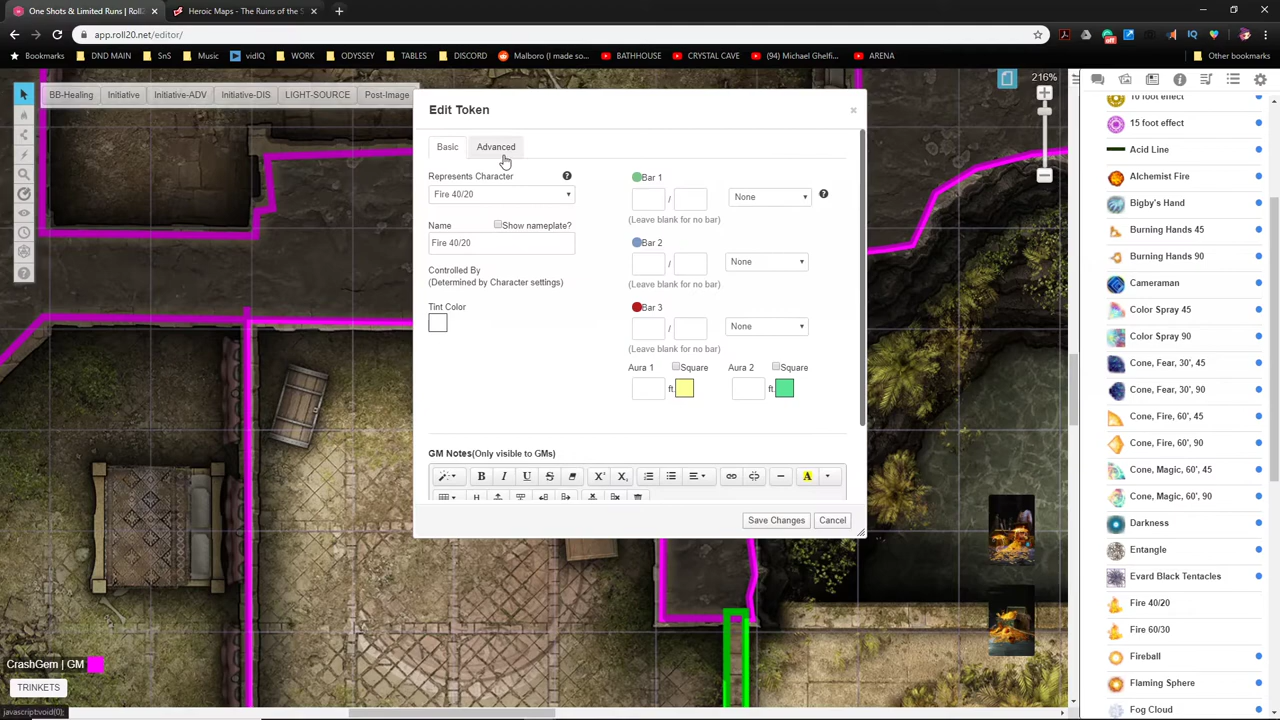 One Shots & Limited Runs | Roll2
Heroic Maps - The Ruins of the S
app.roll20.net/editor/
Bookmarks
DND MAIN
SnS
vidIQ
WORK
ODYSSEY
TABLES
DISCORD
Malboro (I made so...
BATHHOUSE
CRYSTAL CAVE
(94) Michael Ghelfi...
ARENA
Other bookmarks
BB-Healing
Initiative
Initiative-ADV
Initiative-DIS
LIGHT-SOURCE
Post-Image
216%
Edit Token
Basic
Advanced
Represents Character
Fire 40/20
Name
Show nameplate?
Fire 40/20
Controlled By
(Determined by Character settings)
Tint Color
Bar 1
/
None
(Leave blank for no bar)
Bar 2
/
None
(Leave blank for no bar)
Bar 3
/
None
(Leave blank for no bar)
Aura 1
Square
Aura 2
Square
ft.
ft.
GM Notes(Only visible to GMs)
B I U S X² X₂
A
H
Save Changes
Cancel
10 foot effect
15 foot effect
Acid Line
Alchemist Fire
Bigby's Hand
Burning Hands 45
Burning Hands 90
Cameraman
Color Spray 45
Color Spray 90
Cone, Fear, 30', 45
Cone, Fear, 30', 90
Cone, Fire, 60', 45
Cone, Fire, 60', 90
Cone, Magic, 60', 45
Cone, Magic, 60', 90
Darkness
Entangle
Evard Black Tentacles
Fire 40/20
Fire 60/30
Fireball
Flaming Sphere
Fog Cloud
CrashGem | GM
TRINKETS
javascript:void(0);